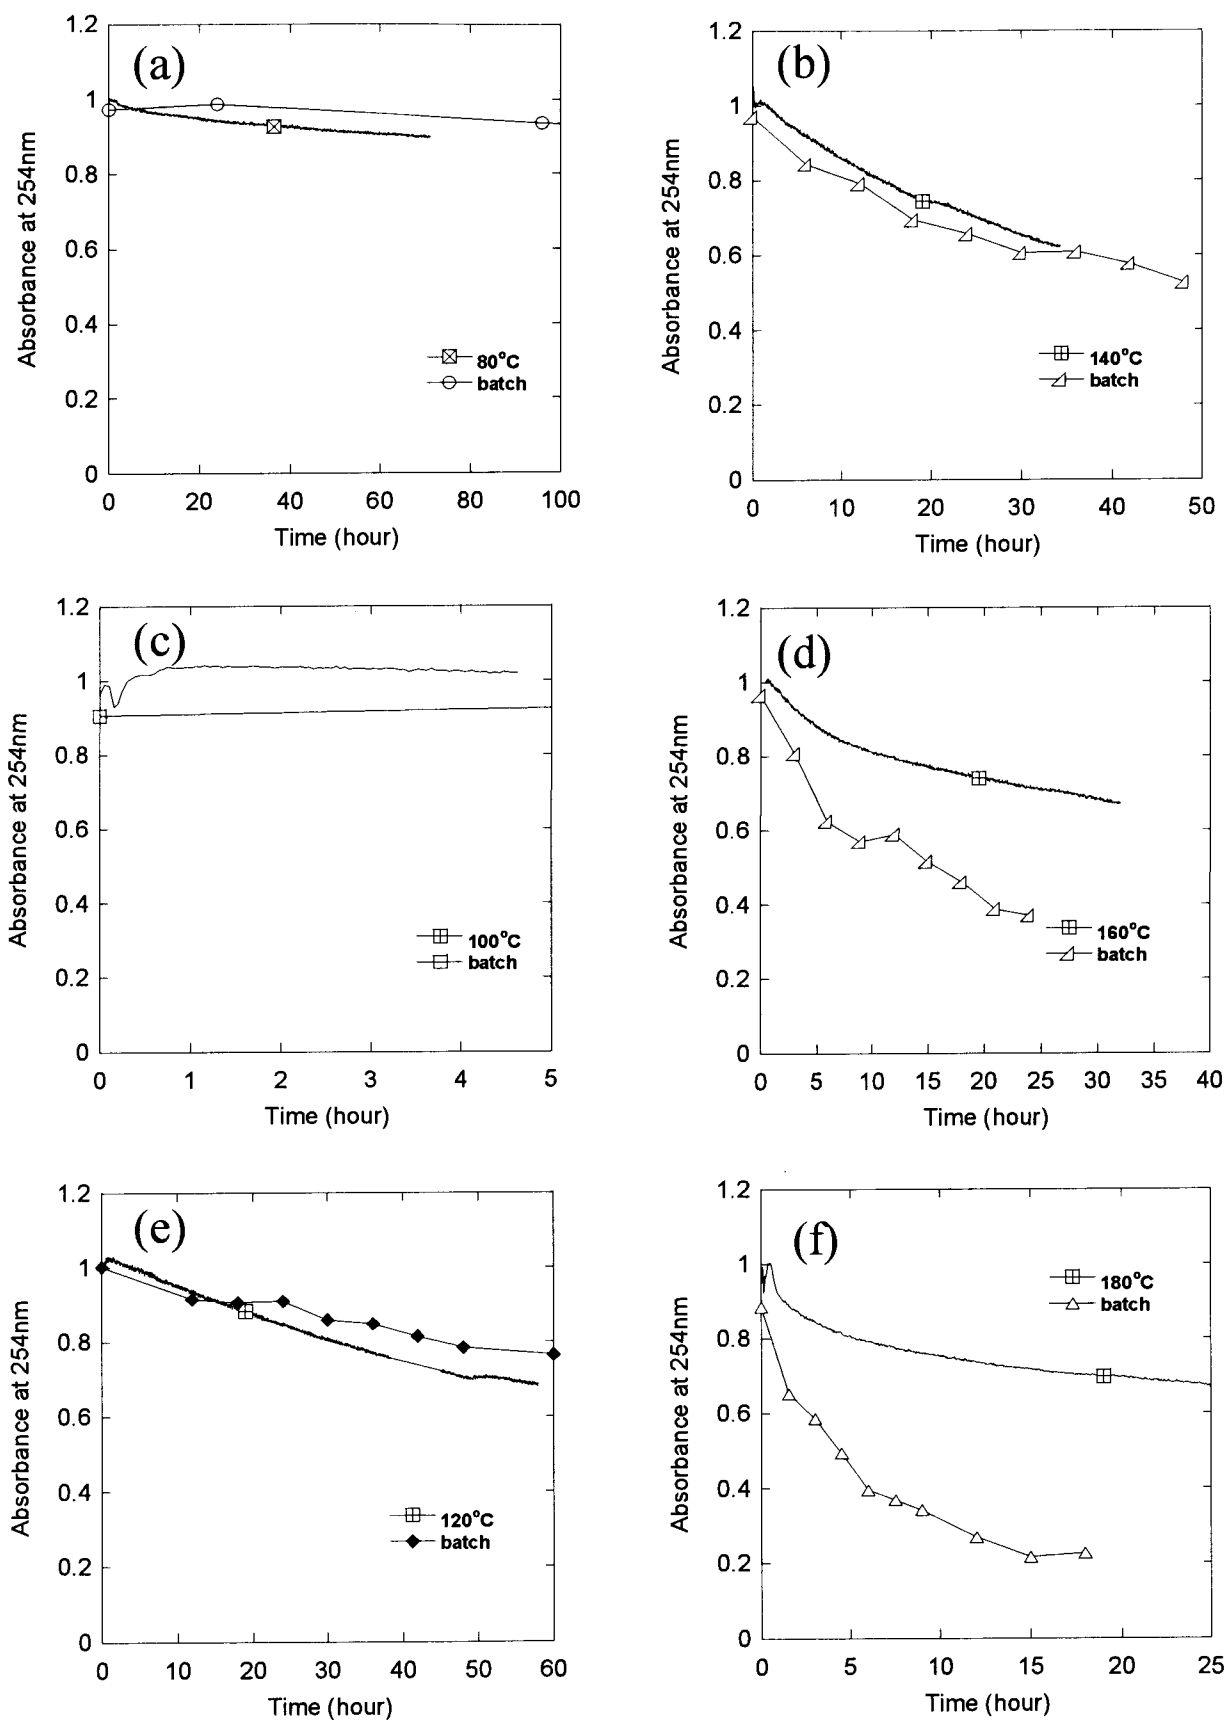 (a)
1.2
1
0.8
0.6
0.4
0.2
0
Absorbance at 254nm
80°C
batch
0 20 40 60 80 100
Time (hour)
(b)
1.2
1
0.8
0.6
0.4
0.2
0
Absorbance at 254nm
140°C
batch
0 10 20 30 40 50
Time (hour)
(c)
1.2
1
0.8
0.6
0.4
0.2
0
Absorbance at 254nm
100°C
batch
0 1 2 3 4 5
Time (hour)
(d)
1.2
1
0.8
0.6
0.4
0.2
0
Absorbance at 254nm
160°C
batch
0 5 10 15 20 25 30 35 40
Time (hour)
(e)
1.2
1
0.8
0.6
0.4
0.2
0
Absorbance at 254nm
120°C
batch
0 10 20 30 40 50 60
Time (hour)
(f)
1.2
1
0.8
0.6
0.4
0.2
0
Absorbance at 254nm
180°C
batch
0 5 10 15 20 25
Time (hour)